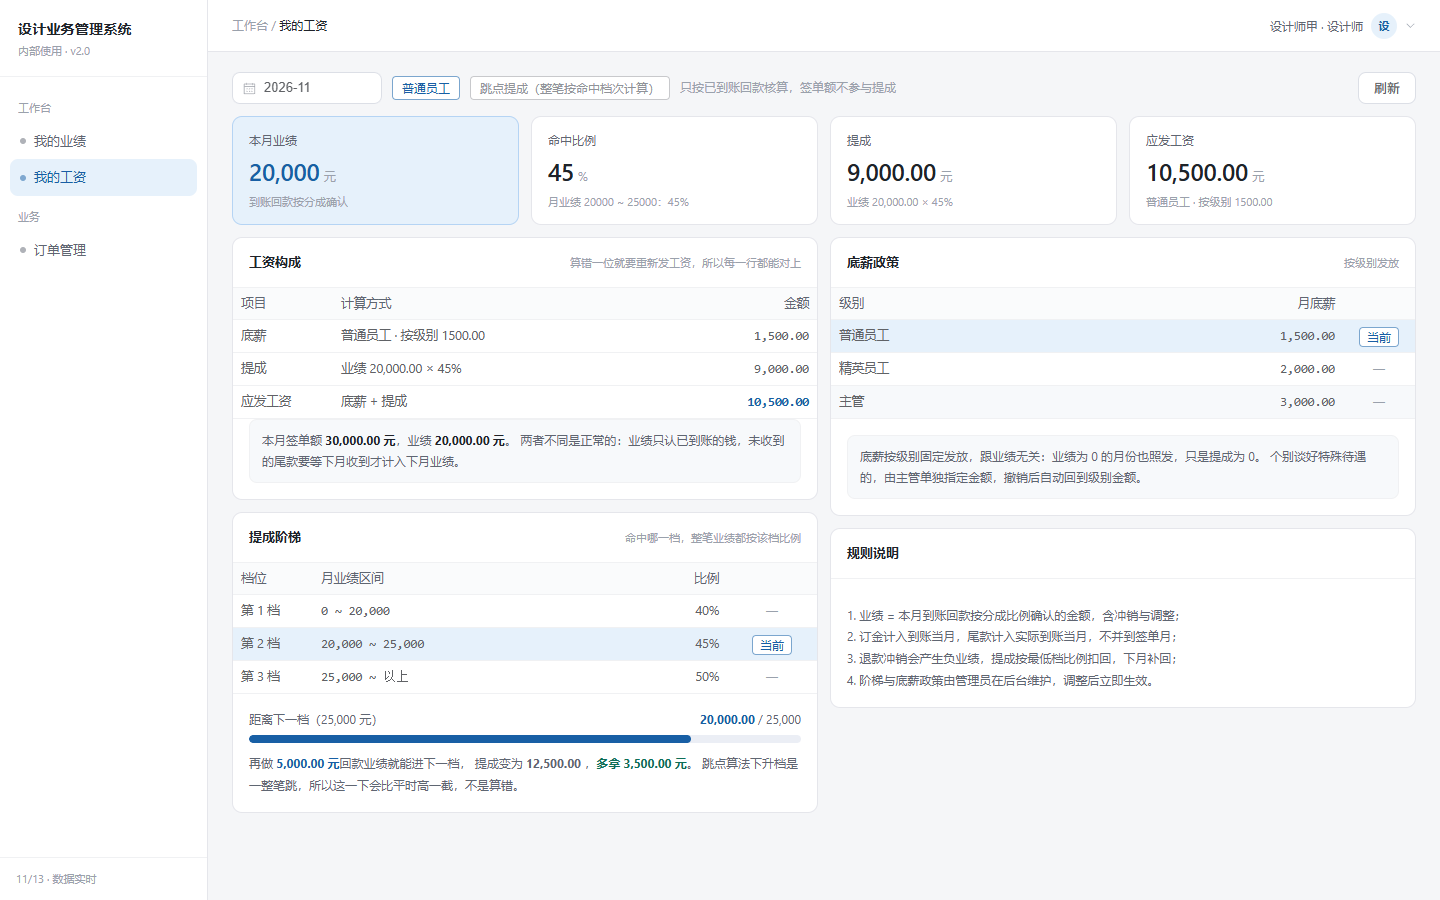 设计业务管理系统
内部使用 · v2.0
工作台
我的业绩
我的工资
业务
订单管理
11/13 · 数据实时
工作台 / 我的工资
设计师甲 · 设计师 设
2026-11 普通员工 跳点提成（整笔按命中档次计算） 只按已到账回款核算，签单额不参与提成 刷新
本月业绩
20,000 元
到账回款按分成确认
命中比例
45 %
月业绩 20000 ~ 25000：45%
提成
9,000.00 元
业绩 20,000.00 × 45%
应发工资
10,500.00 元
普通员工 · 按级别 1500.00
工资构成 算错一位就要重新发工资，所以每一行都能对上
项目 计算方式 金额
底薪 普通员工 · 按级别 1500.00 1,500.00
提成 业绩 20,000.00 × 45% 9,000.00
应发工资 底薪 + 提成 10,500.00
本月签单额 30,000.00 元，业绩 20,000.00 元。 两者不同是正常的：业绩只认已到账的钱，未收到
的尾款要等下月收到才计入下月业绩。
提成阶梯 命中哪一档，整笔业绩都按该档比例
档位 月业绩区间 比例
第 1 档 0 ~ 20,000 40% —
第 2 档 20,000 ~ 25,000 45% 当前
第 3 档 25,000 ~ 以上 50% —
距离下一档（25,000 元） 20,000.00 / 25,000
再做 5,000.00 元回款业绩就能进下一档， 提成变为 12,500.00 ，多拿 3,500.00 元。 跳点算法下升档是
一整笔跳，所以这一下会比平时高一截，不是算错。
底薪政策 按级别发放
级别 月底薪
普通员工 1,500.00 当前
精英员工 2,000.00 —
主管 3,000.00 —
底薪按级别固定发放，跟业绩无关：业绩为 0 的月份也照发，只是提成为 0。 个别谈好特殊待遇
的，由主管单独指定金额，撤销后自动回到级别金额。
规则说明
1. 业绩 = 本月到账回款按分成比例确认的金额，含冲销与调整；
2. 订金计入到账当月，尾款计入实际到账当月，不并到签单月；
3. 退款冲销会产生负业绩，提成按最低档比例扣回，下月补回；
4. 阶梯与底薪政策由管理员在后台维护，调整后立即生效。